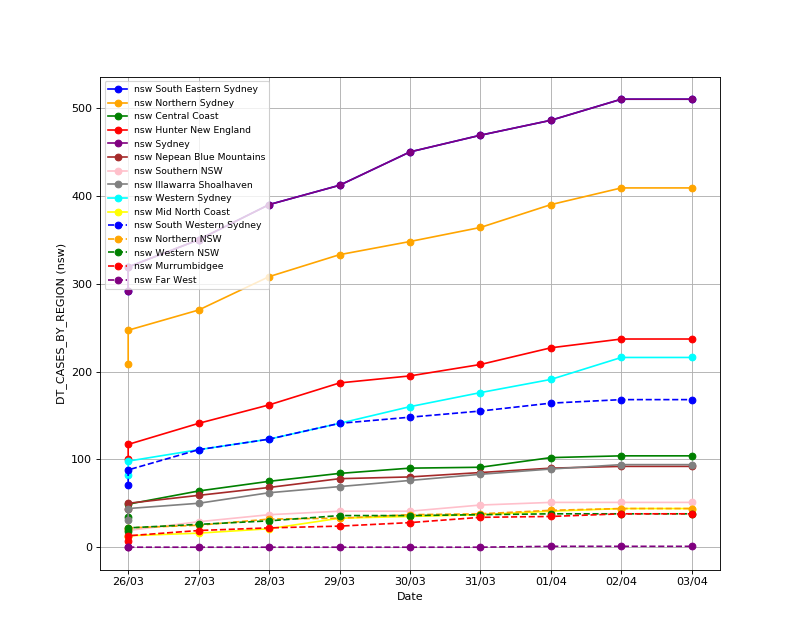 nsw South Eastern Sydney
nsw Northern Sydney
nsw Central Coast
nsw Hunter New England
nsw Sydney
nsw Nepean Blue Mountains
nsw Southern NSW
nsw Illawarra Shoalhaven
nsw Western Sydney
nsw Mid North Coast
nsw South Western Sydney
nsw Northern NSW
nsw Western NSW
nsw Murrumbidgee
nsw Far West
DT_CASES_BY_REGION (nsw)
500
400
300
200
100
0
26/03 27/03 28/03 29/03 30/03 31/03 01/04 02/04 03/04
Date